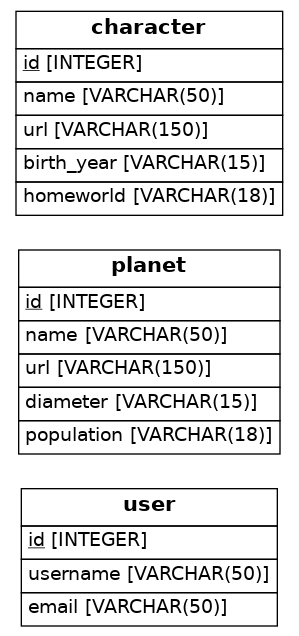 character
id [INTEGER]
name [VARCHAR(50)]
url [VARCHAR(150)]
birth_year [VARCHAR(15)]
homeworld [VARCHAR(18)]
planet
id [INTEGER]
name [VARCHAR(50)]
url [VARCHAR(150)]
diameter [VARCHAR(15)]
population [VARCHAR(18)]
user
id [INTEGER]
username [VARCHAR(50)]
email [VARCHAR(50)]